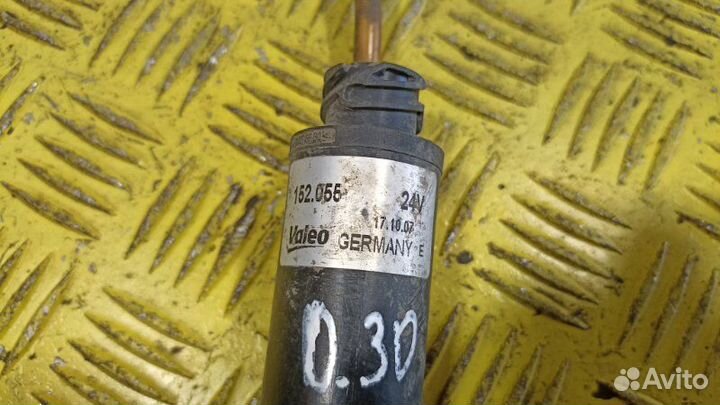 152.055 24V
17.10.07
Valeo GERMANY E
0.30
Avito